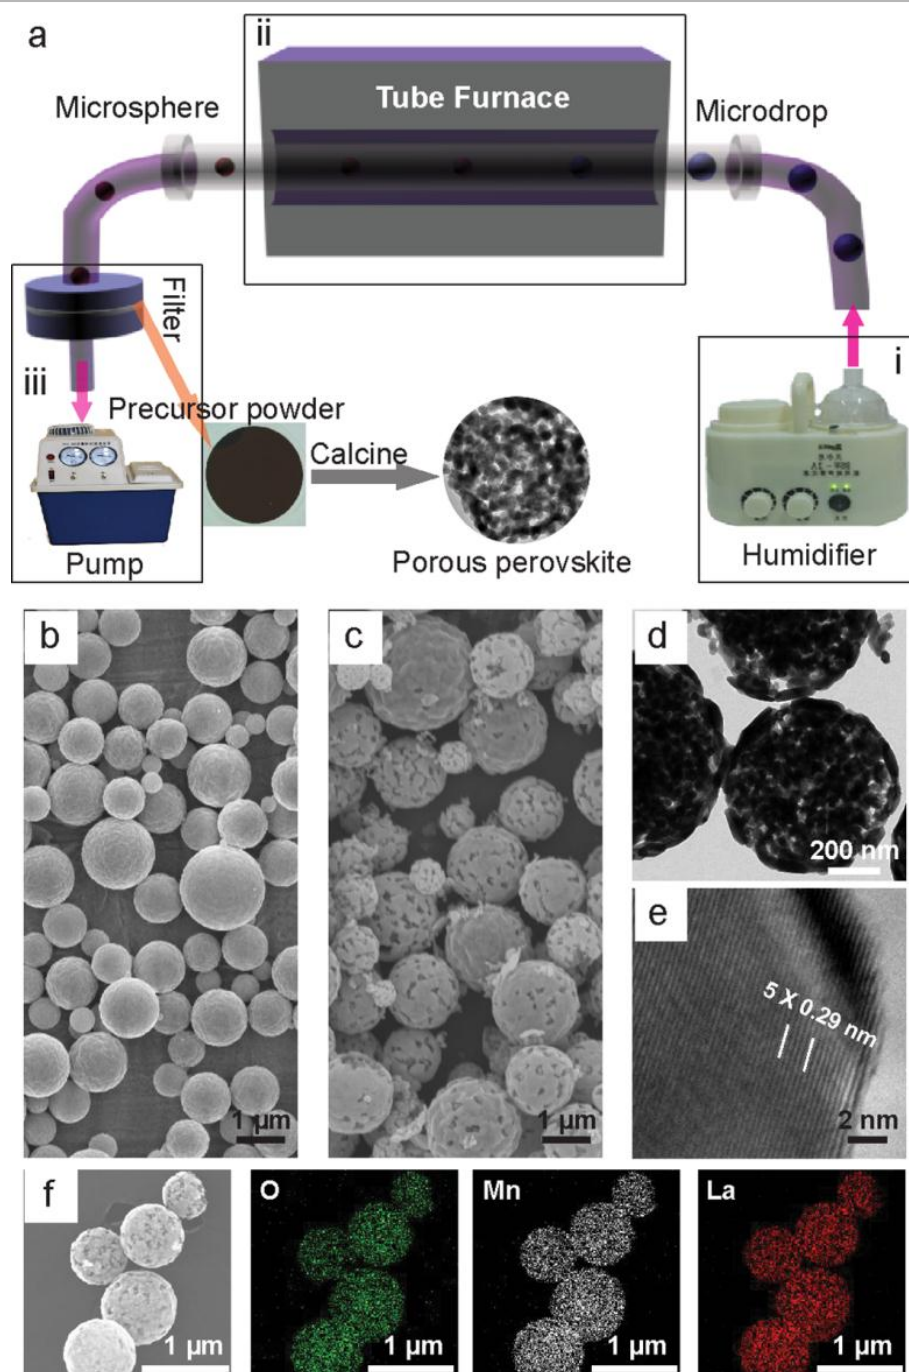 a
ii
Tube Furnace
Microsphere
Microdrop
Filter
iii
i
Precursor powder
Calcine
Pump
Porous perovskite
Humidifier
b
1 μm
c
1 μm
d
200 nm
e
5 X 0.29 nm
2 nm
f
1 μm
O
1 μm
Mn
1 μm
La
1 μm